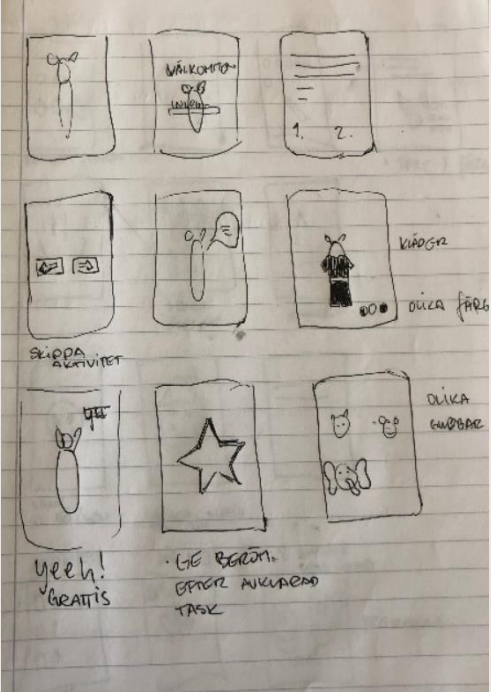 VÄLKOMMEN
1. 2.
KLÄDER
OLIKA FÄRG
SKIPPA
AKTIVITET
OLIKA
GUBBAR
yeeh!
GRATTIS
· GE BERÖM.
EFTER AVKLARAD
TASK